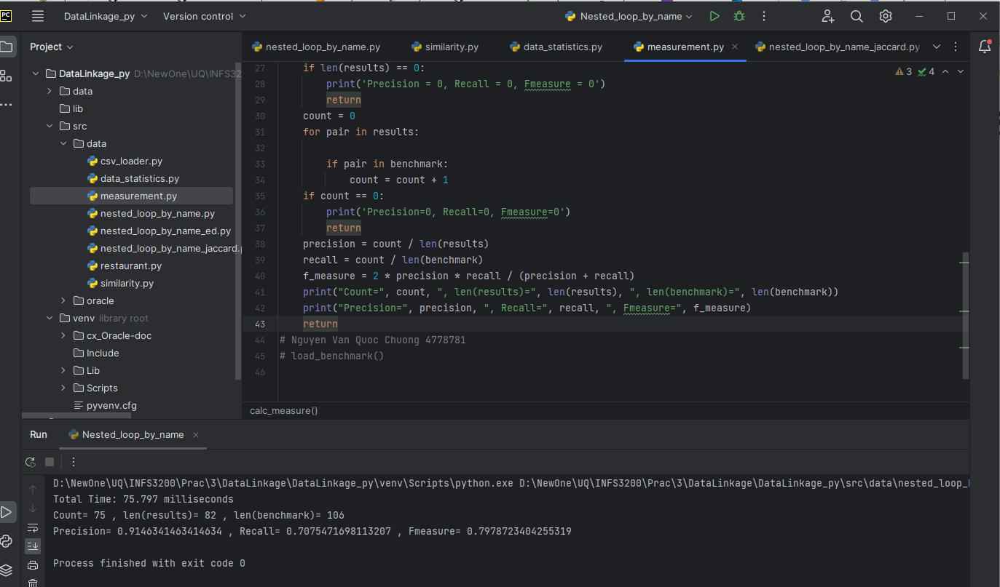 PC DataLinkage_py Version control Nested_loop_by_name
Project
nested_loop_by_name.py similarity.py data_statistics.py measurement.py nested_loop_by_name_jaccard.py
DataLinkage_py D:\NewOne\UQ\INFS32
data
lib
src
data
csv_loader.py
data_statistics.py
measurement.py
nested_loop_by_name.py
nested_loop_by_name_ed.py
nested_loop_by_name_jaccard.
restaurant.py
similarity.py
oracle
venv library root
cx_Oracle-doc
Include
Lib
Scripts
pyvenv.cfg
3 4
27 if len(results) == 0:
28 print('Precision = 0, Recall = 0, Fmeasure = 0')
29 return
30 count = 0
31 for pair in results:
32
33 if pair in benchmark:
34 count = count + 1
35 if count == 0:
36 print('Precision=0, Recall=0, Fmeasure=0')
37 return
38 precision = count / len(results)
39 recall = count / len(benchmark)
40 f_measure = 2 * precision * recall / (precision + recall)
41 print("Count=", count, ", len(results)=", len(results), ", len(benchmark)=", len(benchmark))
42 print("Precision=", precision, ", Recall=", recall, ", Fmeasure=", f_measure)
43 return
44 # Nguyen Van Quoc Chuong 4778781
45 # load_benchmark()
46
calc_measure()
Run Nested_loop_by_name
D:\NewOne\UQ\INFS3200\Prac\3\DataLinkage\DataLinkage_py\venv\Scripts\python.exe D:\NewOne\UQ\INFS3200\Prac\3\DataLinkage\DataLinkage_py\src\data\nested_loop_
Total Time: 75.797 milliseconds
Count= 75 , len(results)= 82 , len(benchmark)= 106
Precision= 0.9146341463414634 , Recall= 0.7075471698113207 , Fmeasure= 0.7978723404255319
Process finished with exit code 0